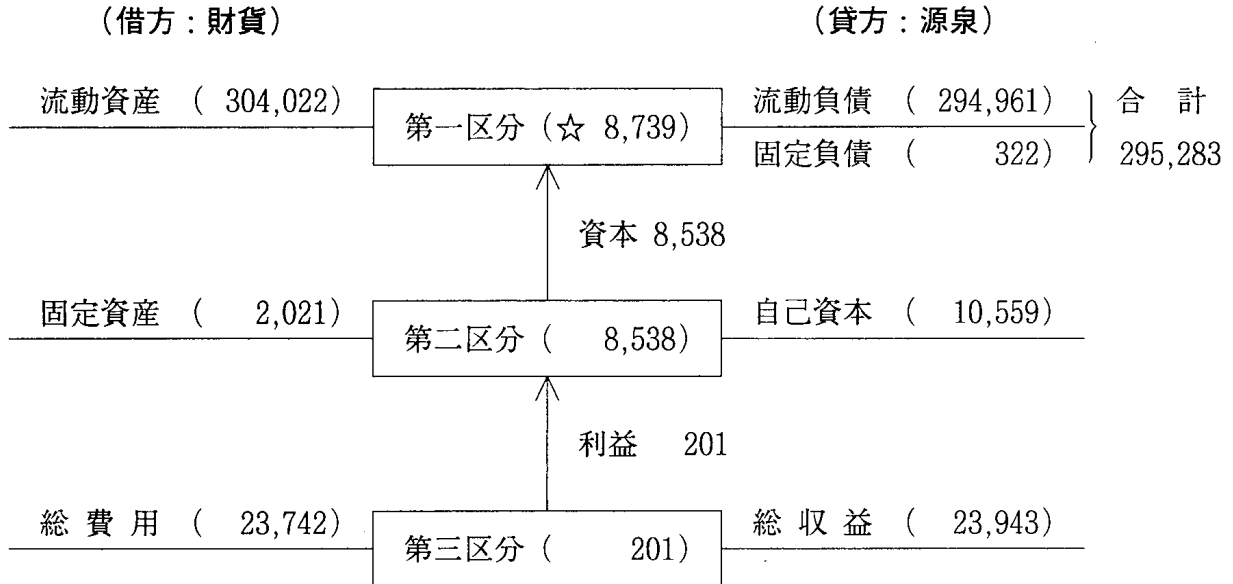 (借方：財貨) (貸方：源泉)
流動資産 ( 304,022) 第一区分 (☆ 8,739) 流動負債 ( 294,961) 合 計
固定負債 ( 322) 295,283
資本 8,538
固定資産 ( 2,021) 第二区分 ( 8,538) 自己資本 ( 10,559)
利益 201
総 費 用 ( 23,742) 第三区分 ( 201) 総 収 益 ( 23,943)